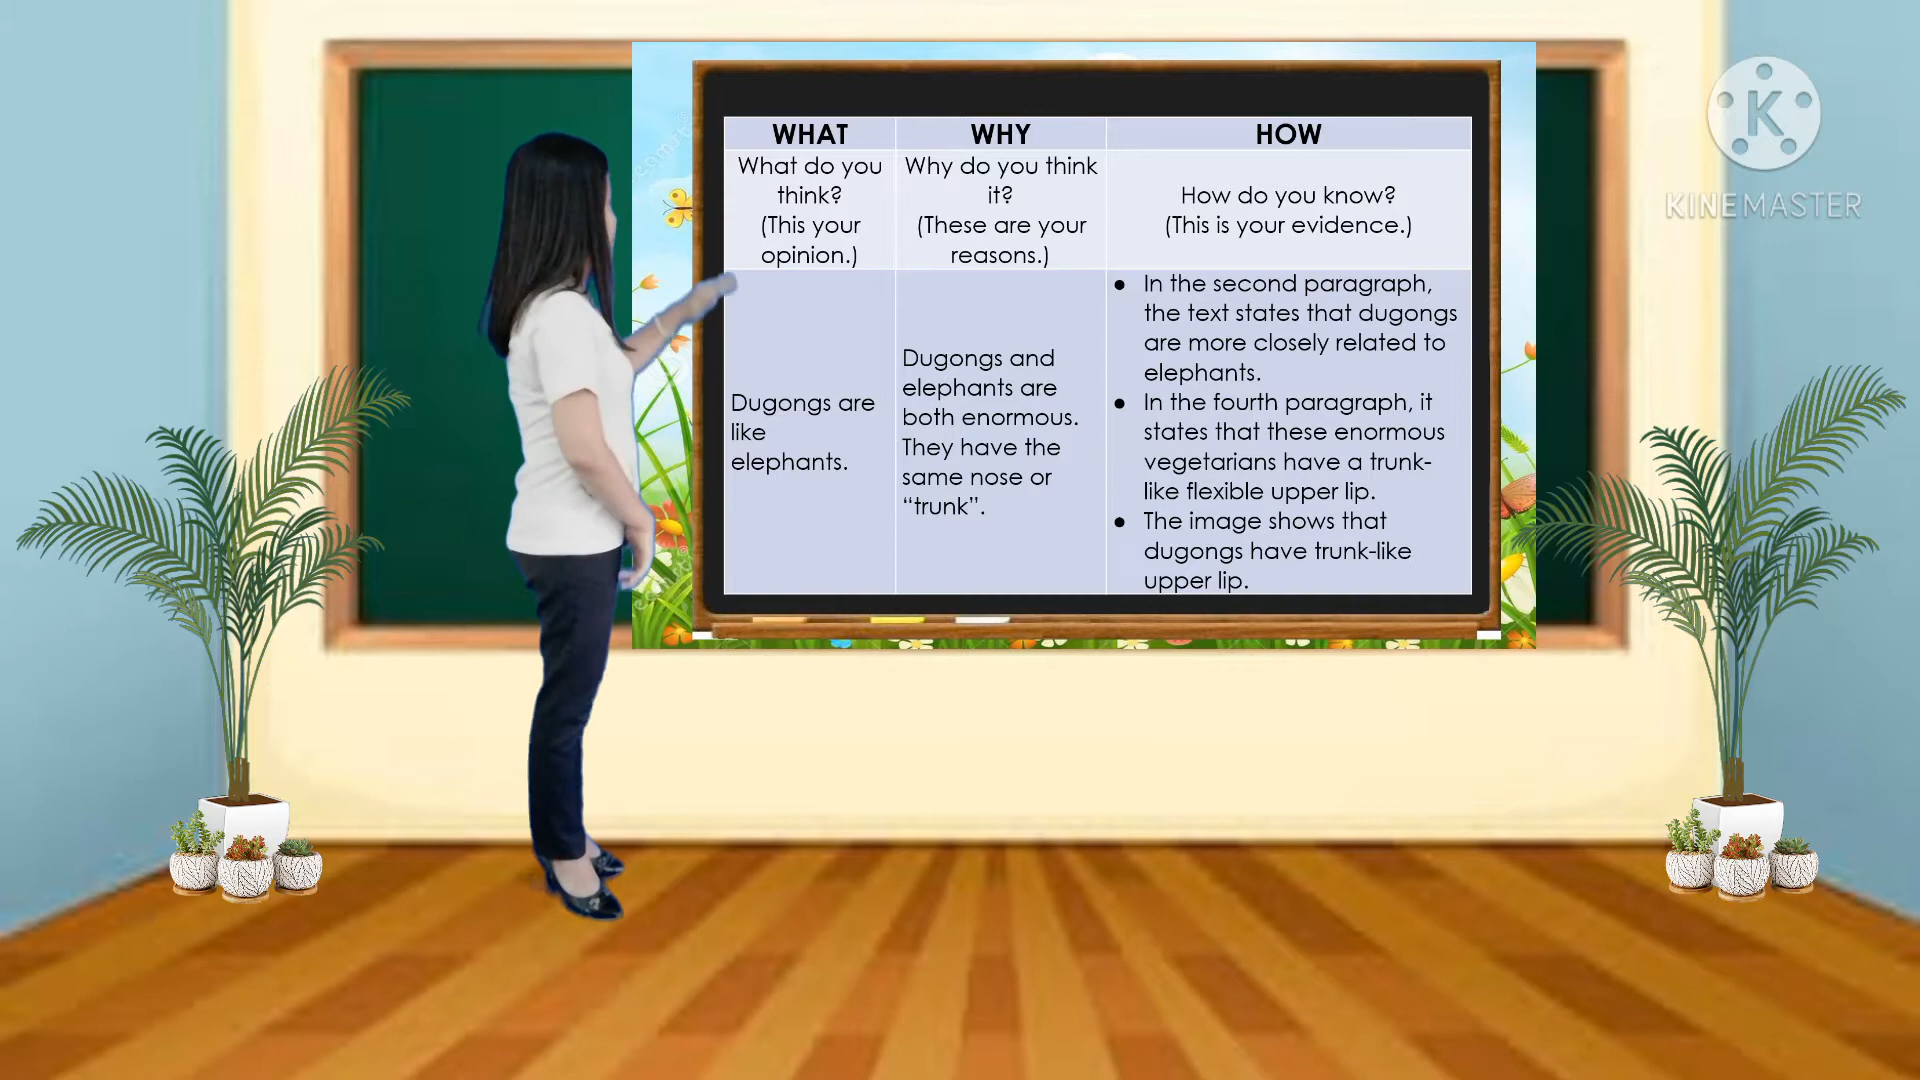 WHAT
WHY
HOW
What do you
think?
(This your
opinion.)
Why do you think
it?
(These are your
reasons.)
How do you know?
(This is your evidence.)
Dugongs are
like
elephants.
Dugongs and
elephants are
both enormous.
They have the
same nose or
“trunk”.
● In the second paragraph,
the text states that dugongs
are more closely related to
elephants.
● In the fourth paragraph, it
states that these enormous
vegetarians have a trunk-
like flexible upper lip.
● The image shows that
dugongs have trunk-like
upper lip.
K
KINEMASTER